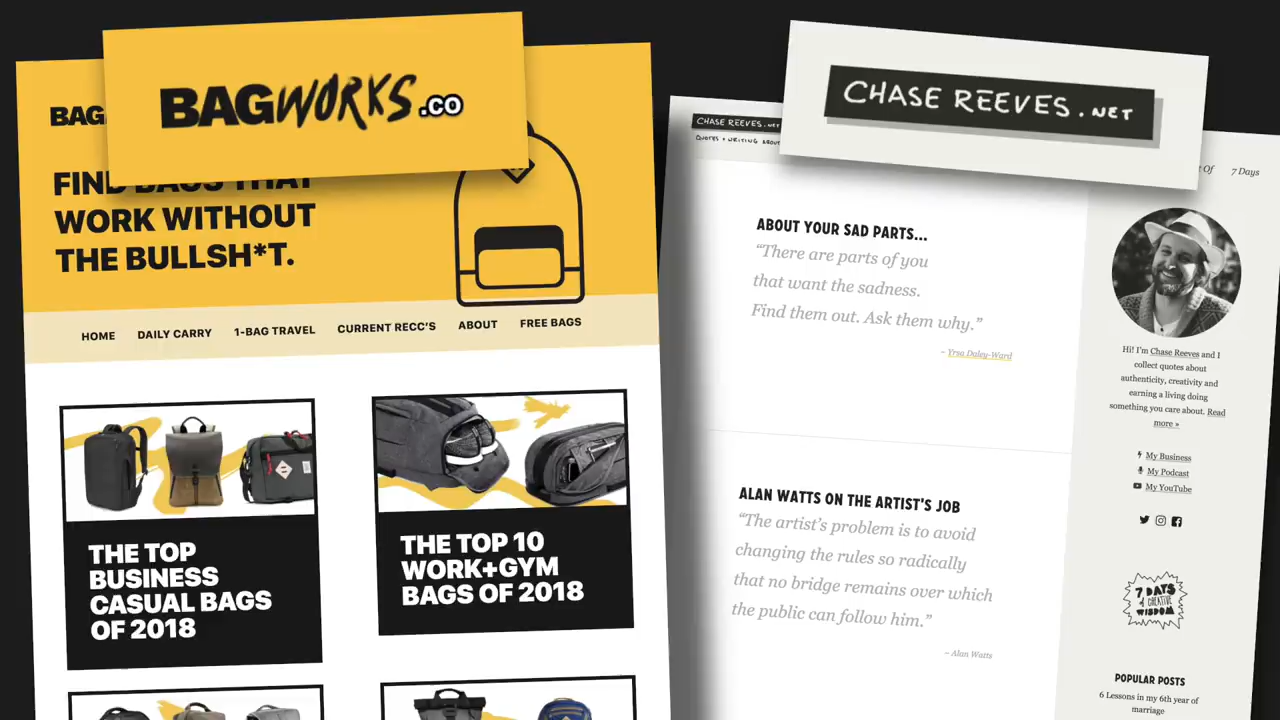 BAGWORKS.CO
BAG
FIND BAGS THAT
WORK WITHOUT
THE BULLSH*T.
HOME DAILY CARRY 1-BAG TRAVEL CURRENT RECC'S ABOUT FREE BAGS
THE TOP
BUSINESS
CASUAL BAGS
OF 2018
THE TOP 10
WORK+GYM
BAGS OF 2018
CHASE REEVES.NET
CHASE REEVES.NET
QUOTES + WRITING ABOUT
t Of 7 Days
ABOUT YOUR SAD PARTS...
“There are parts of you
that want the sadness.
Find them out. Ask them why.”
~ Yrsa Daley-Ward
ALAN WATTS ON THE ARTIST'S JOB
“The artist’s problem is to avoid
changing the rules so radically
that no bridge remains over which
the public can follow him.”
~ Alan Watts
Hi! I’m Chase Reeves and I
collect quotes about
authenticity, creativity and
earning a living doing
something you care about. Read
more »
My Business
My Podcast
My YouTube
7 DAYS
of CREATIVE
WISDOM
POPULAR POSTS
6 Lessons in my 6th year of
marriage